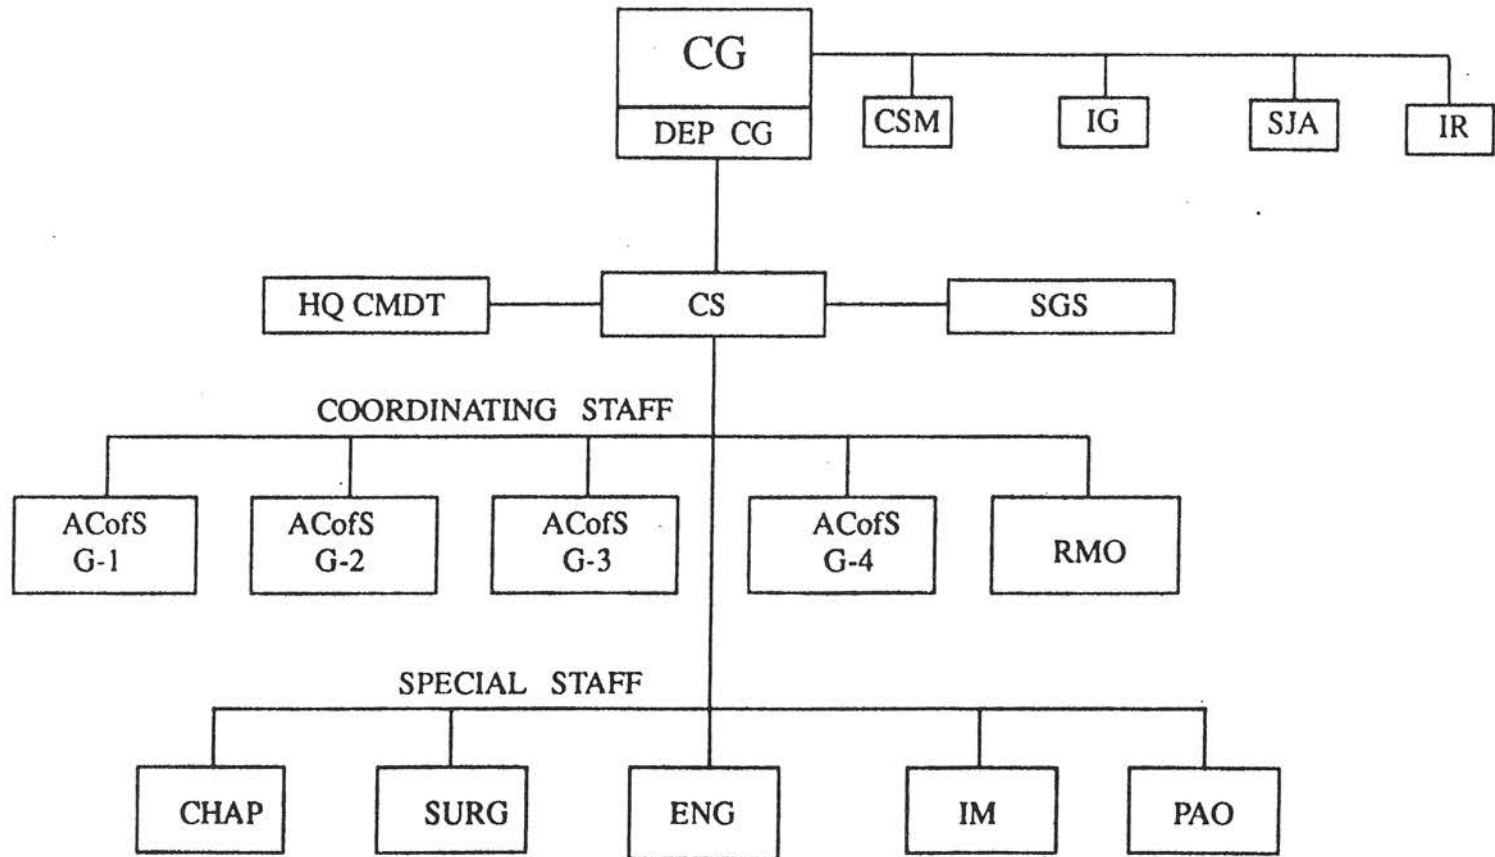 CG
DEP CG
CSM
IG
SJA
IR
HQ CMDT
CS
SGS
COORDINATING STAFF
ACofS
G-1
ACofS
G-2
ACofS
G-3
ACofS
G-4
RMO
SPECIAL STAFF
CHAP
SURG
ENG
IM
PAO